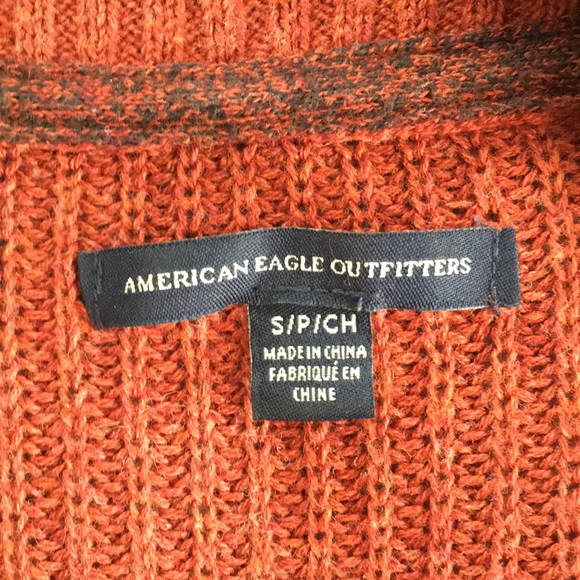 AMERICAN EAGLE OUTFITTERS
S/P/CH
MADE IN CHINA
FABRIQUÉ EN
CHINE